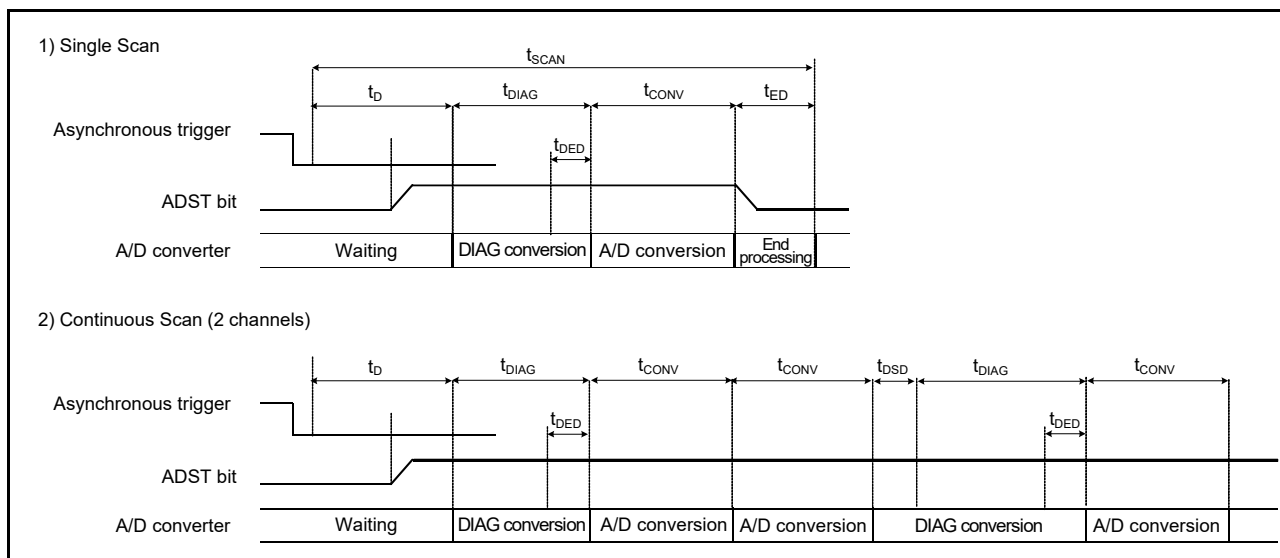 1) Single Scan
tSCAN
tD tDIAG tCONV tED
Asynchronous trigger
tDED
ADST bit
A/D converter Waiting DIAG conversion A/D conversion End processing
2) Continuous Scan (2 channels)
tD tDIAG tCONV tCONV tDSD tDIAG tCONV
Asynchronous trigger
tDED tDED
ADST bit
A/D converter Waiting DIAG conversion A/D conversion A/D conversion DIAG conversion A/D conversion